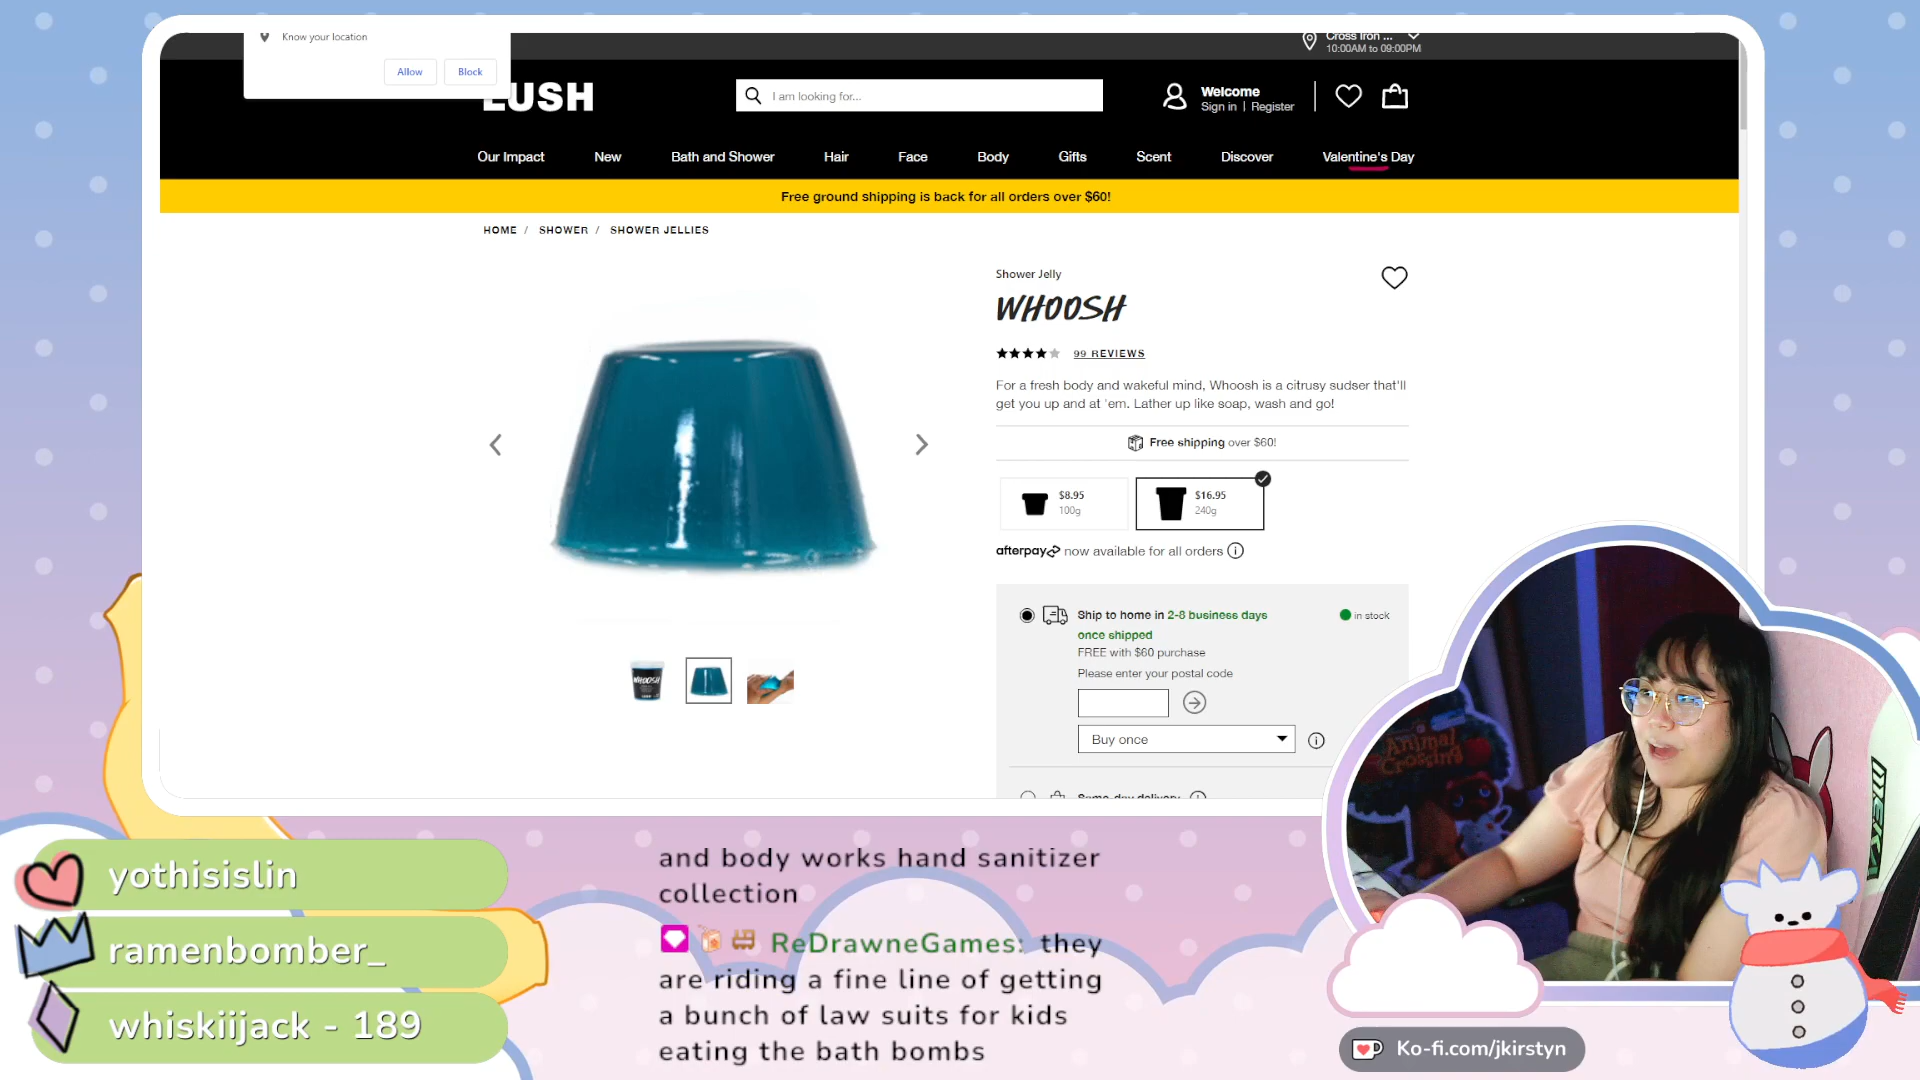 Know your location
Allow
Block
Cross Iron ...
10:00AM to 09:00PM
LUSH
I am looking for...
Welcome
Sign in | Register
Our Impact
New
Bath and Shower
Hair
Face
Body
Gifts
Scent
Discover
Valentine's Day
Free ground shipping is back for all orders over $60!
HOME / SHOWER / SHOWER JELLIES
Shower Jelly
WHOOSH
99 REVIEWS
For a fresh body and wakeful mind, Whoosh is a citrusy sudser that'll
get you up and at 'em. Lather up like soap, wash and go!
Free shipping over $60!
$8.95
100g
$16.95
240g
afterpay now available for all orders
Ship to home in 2-8 business days
once shipped
in stock
FREE with $60 purchase
Please enter your postal code
Buy once
Same-day delivery
WHOOSH
Animal
Crossing
yothisislin
ramenbomber_
whiskiijack - 189
and body works hand sanitizer
collection
ReDrawneGames: they
are riding a fine line of getting
a bunch of law suits for kids
eating the bath bombs
Ko-fi.com/jkirstyn